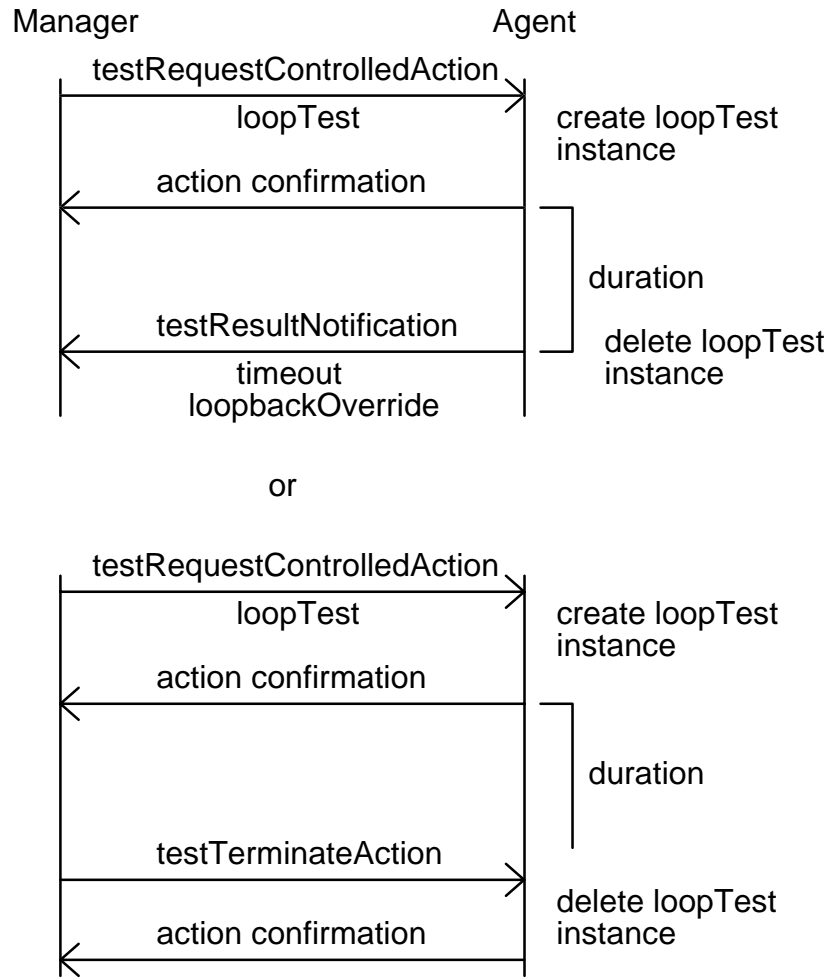 Manager
Agent
testRequestControlledAction
loopTest
create loopTest
instance
action confirmation
duration
testResultNotification
delete loopTest
instance
timeout
loopbackOverride
or
testRequestControlledAction
loopTest
create loopTest
instance
action confirmation
duration
testTerminateAction
delete loopTest
instance
action confirmation